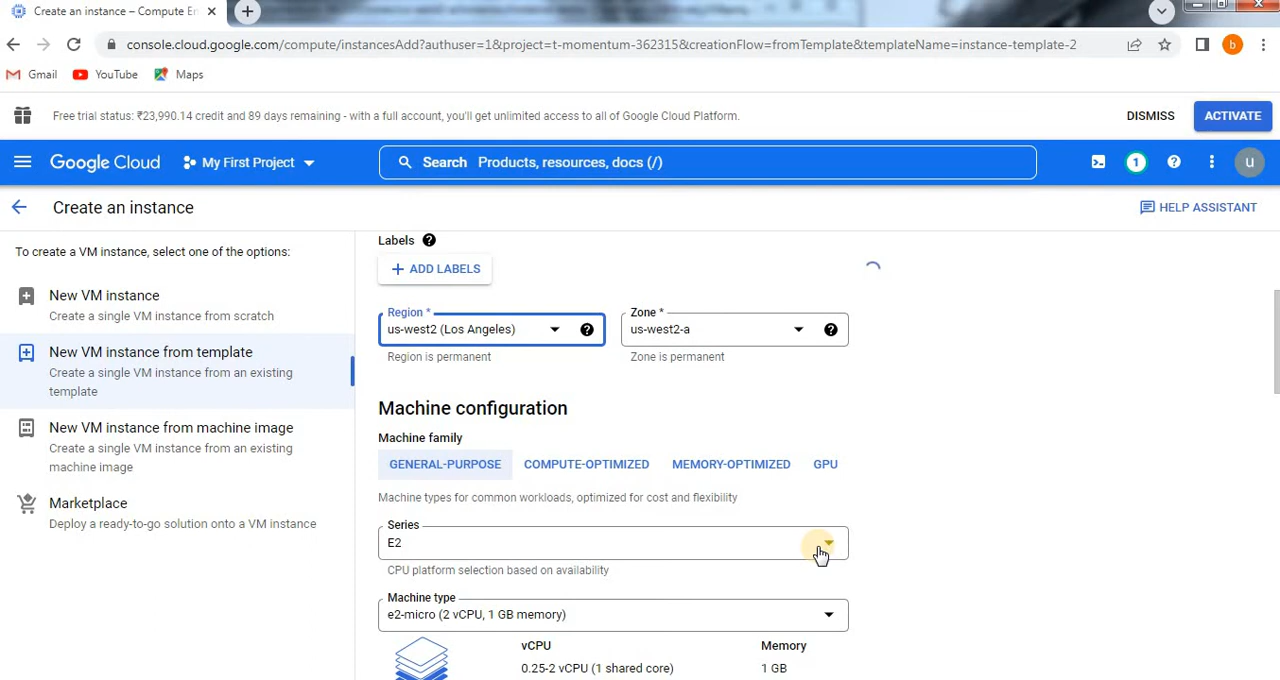 Create an instance – Compute En
console.cloud.google.com/compute/instancesAdd?authuser=1&project=t-momentum-362315&creationFlow=fromTemplate&templateName=instance-template-2
b
Gmail YouTube Maps
Free trial status: ₹23,990.14 credit and 89 days remaining - with a full account, you'll get unlimited access to all of Google Cloud Platform.
DISMISS ACTIVATE
Google Cloud My First Project Search Products, resources, docs (/) 1 u
Create an instance HELP ASSISTANT
To create a VM instance, select one of the options:
New VM instance
Create a single VM instance from scratch
New VM instance from template
Create a single VM instance from an existing
template
New VM instance from machine image
Create a single VM instance from an existing
machine image
Marketplace
Deploy a ready-to-go solution onto a VM instance
Labels
ADD LABELS
Region * Zone *
us-west2 (Los Angeles) us-west2-a
Region is permanent Zone is permanent
Machine configuration
Machine family
GENERAL-PURPOSE COMPUTE-OPTIMIZED MEMORY-OPTIMIZED GPU
Machine types for common workloads, optimized for cost and flexibility
Series
E2
CPU platform selection based on availability
Machine type
e2-micro (2 vCPU, 1 GB memory)
vCPU Memory
0.25-2 vCPU (1 shared core) 1 GB